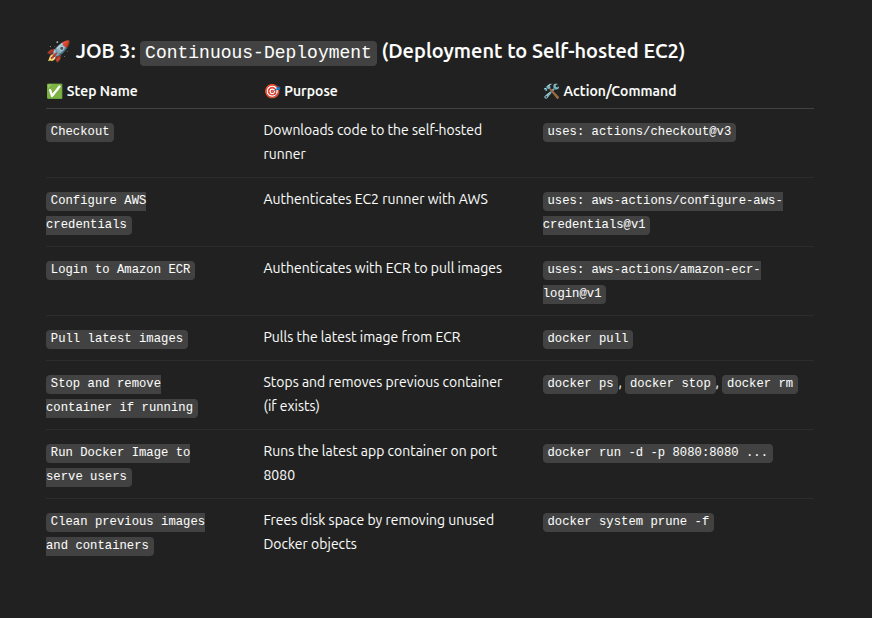 🚀 JOB 3: Continuous-Deployment (Deployment to Self-hosted EC2)
✅ Step Name 🎯 Purpose 🛠️ Action/Command
Checkout Downloads code to the self-hosted uses: actions/checkout@v3
runner
Configure AWS Authenticates EC2 runner with AWS uses: aws-actions/configure-aws-
credentials credentials@v1
Login to Amazon ECR Authenticates with ECR to pull images uses: aws-actions/amazon-ecr-
login@v1
Pull latest images Pulls the latest image from ECR docker pull
Stop and remove Stops and removes previous container docker ps, docker stop, docker rm
container if running (if exists)
Run Docker Image to Runs the latest app container on port docker run -d -p 8080:8080 ...
serve users 8080
Clean previous images Frees disk space by removing unused docker system prune -f
and containers Docker objects